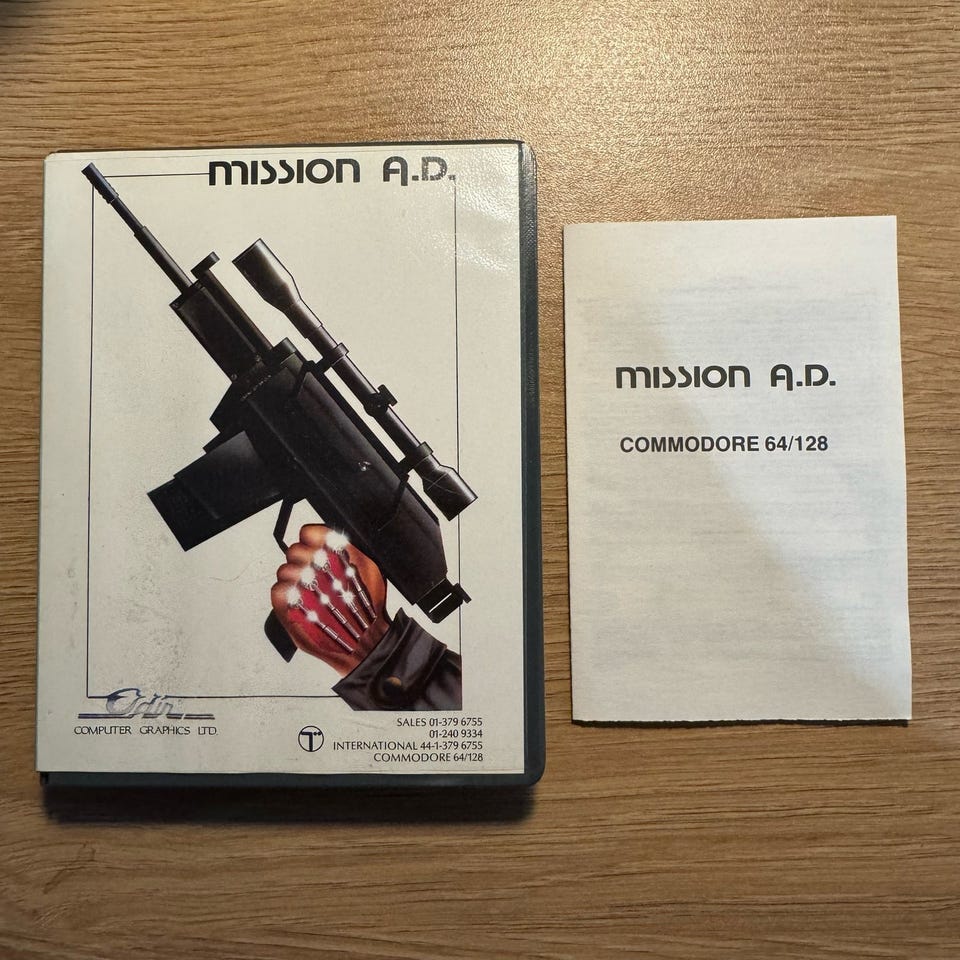 MISSION A.D.
Odin
COMPUTER GRAPHICS LTD.
T
SALES 01-379 6755
01-240 9334
INTERNATIONAL 44-1-379 6755
COMMODORE 64/128
MISSION A.D.
COMMODORE 64/128